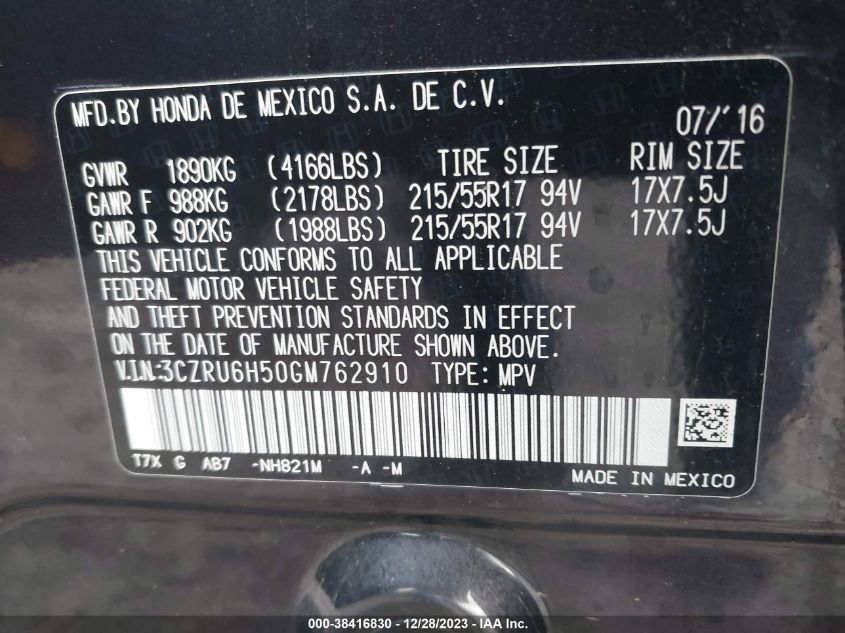 MFD.BY HONDA DE MEXICO S.A. DE C.V.
07/'16
GVWR 1890KG (4166LBS) TIRE SIZE RIM SIZE
GAWR F 988KG (2178LBS) 215/55R17 94V 17X7.5J
GAWR R 902KG (1988LBS) 215/55R17 94V 17X7.5J
THIS VEHICLE CONFORMS TO ALL APPLICABLE
FEDERAL MOTOR VEHICLE SAFETY
AND THEFT PREVENTION STANDARDS IN EFFECT
ON THE DATE OF MANUFACTURE SHOWN ABOVE.
V.I.N:3CZRU6H50GM762910 TYPE: MPV
T7X G AB7 -NH821M -A -M
MADE IN MEXICO
000-38416830 - 12/28/2023 - IAA Inc.